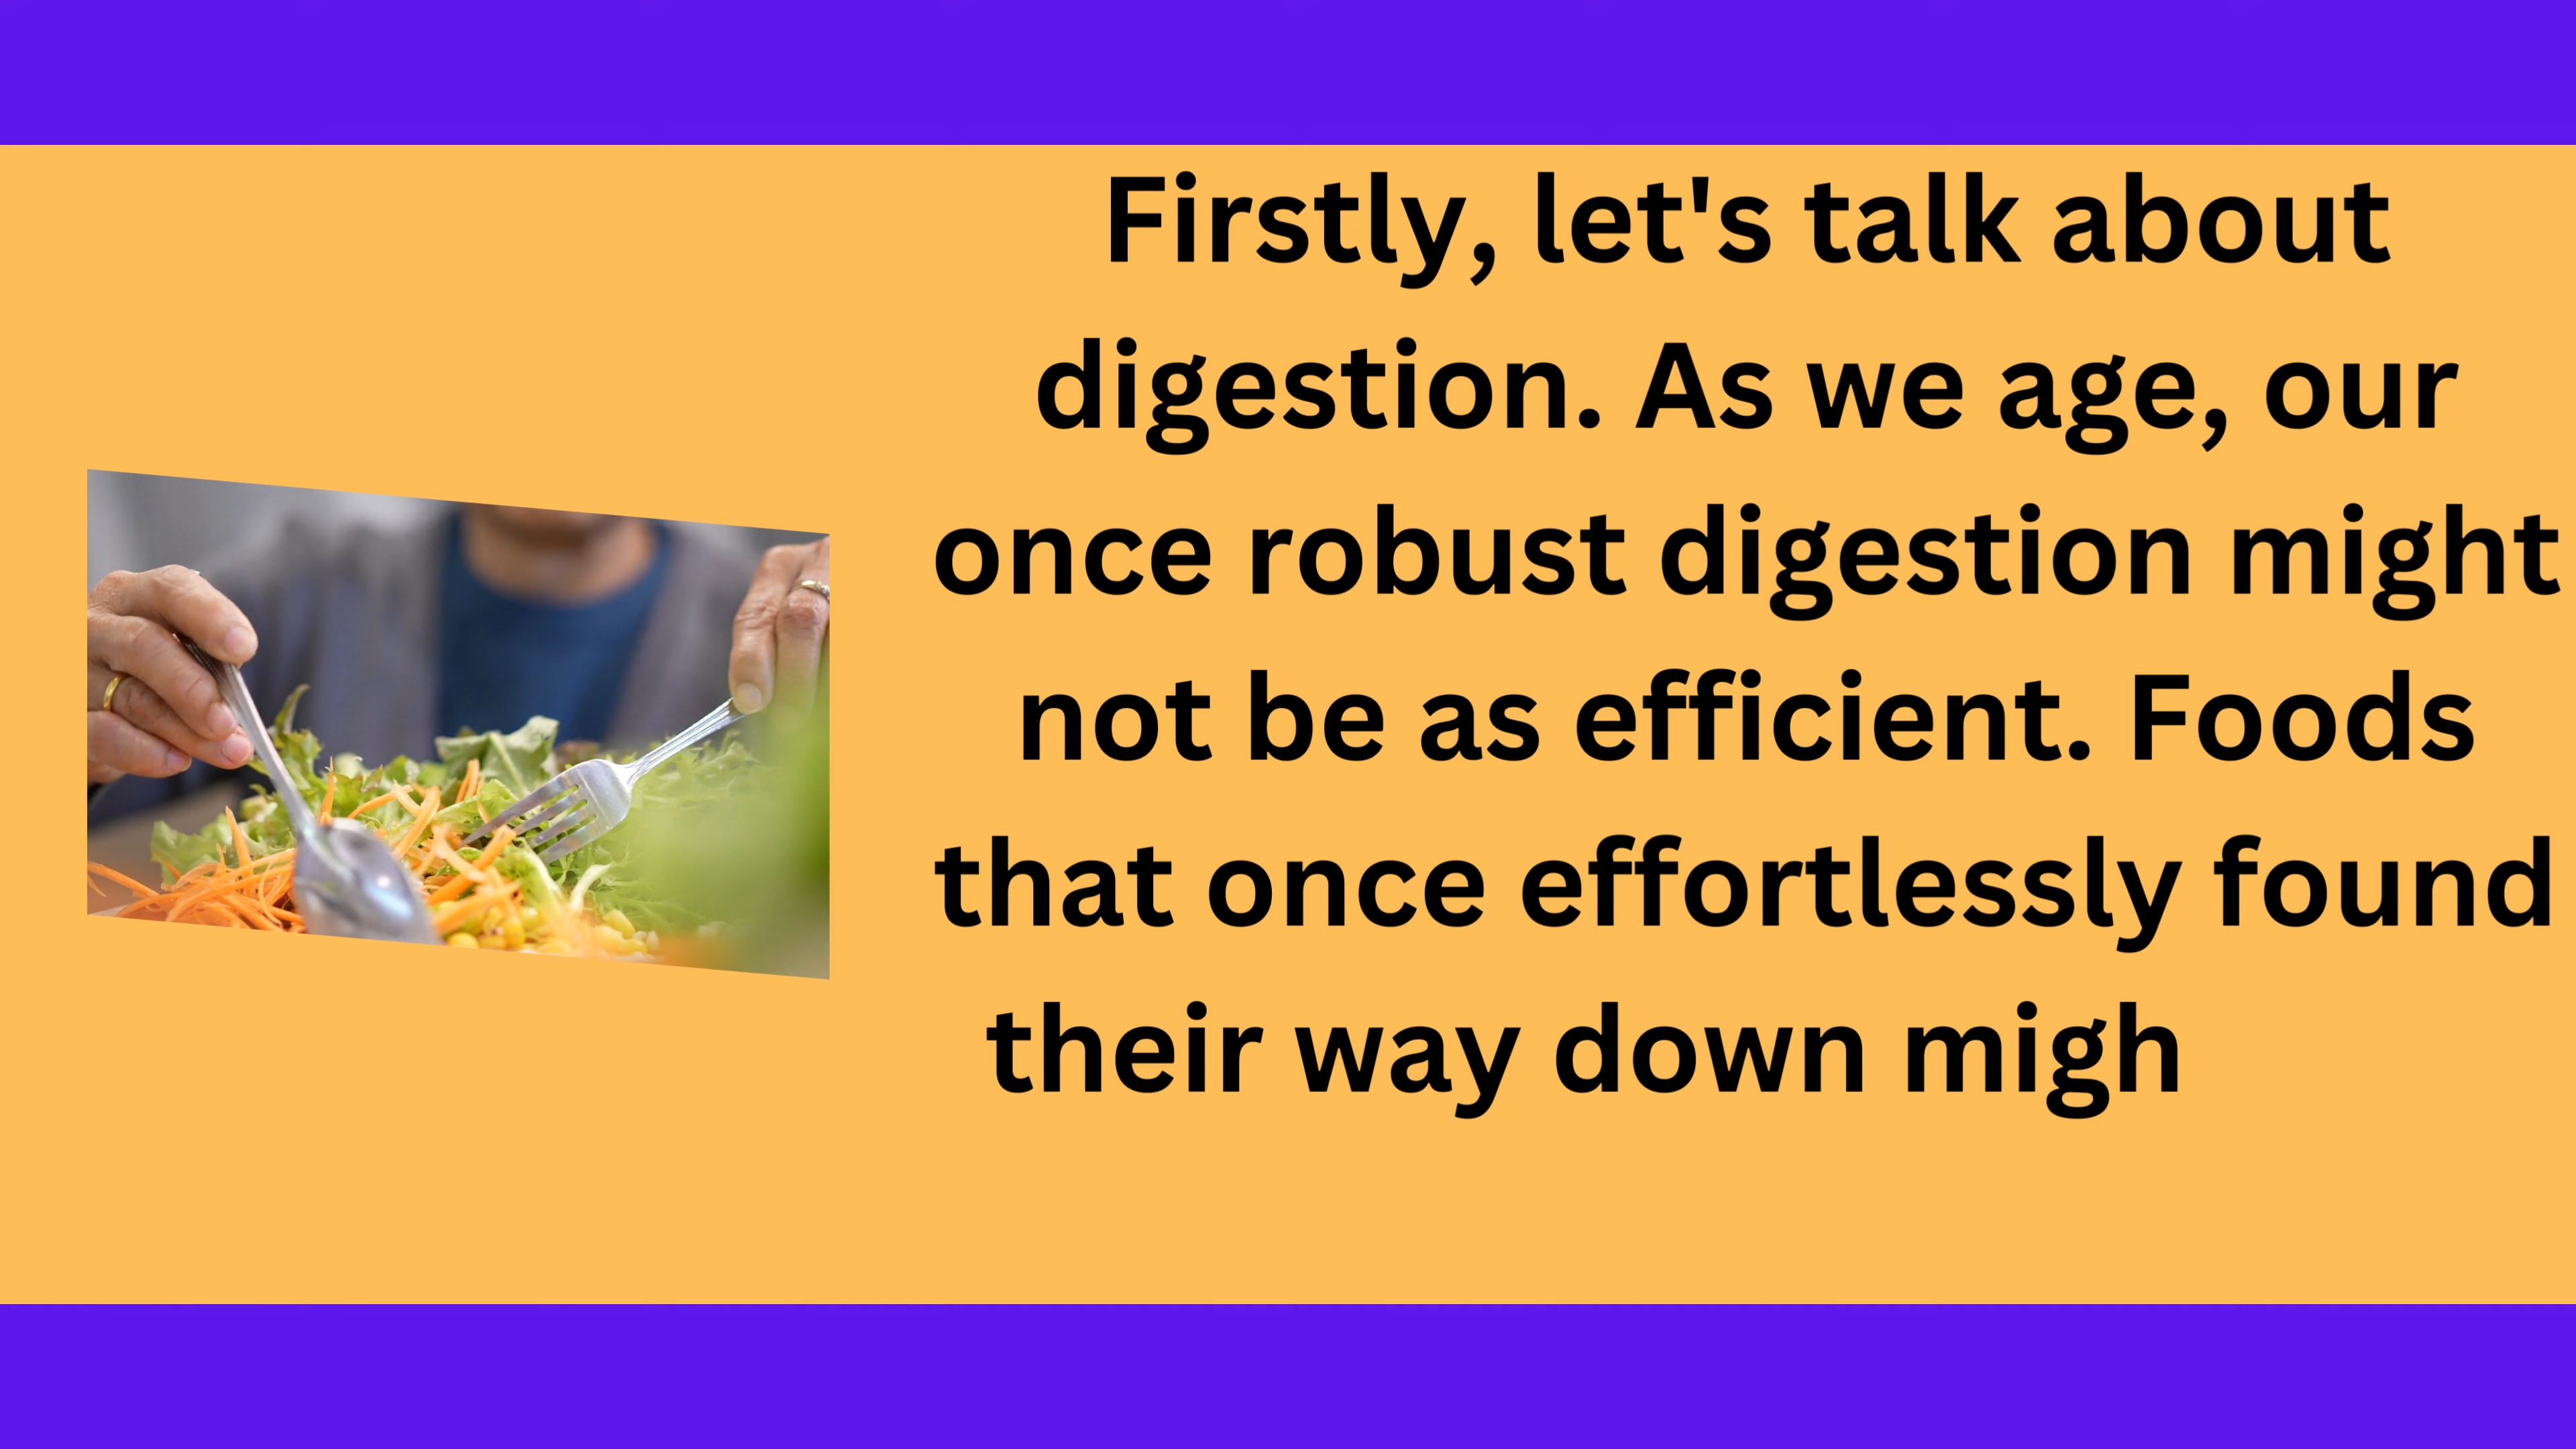 Firstly, let's talk about
digestion. As we age, our
once robust digestion might
not be as efficient. Foods
that once effortlessly found
their way down migh